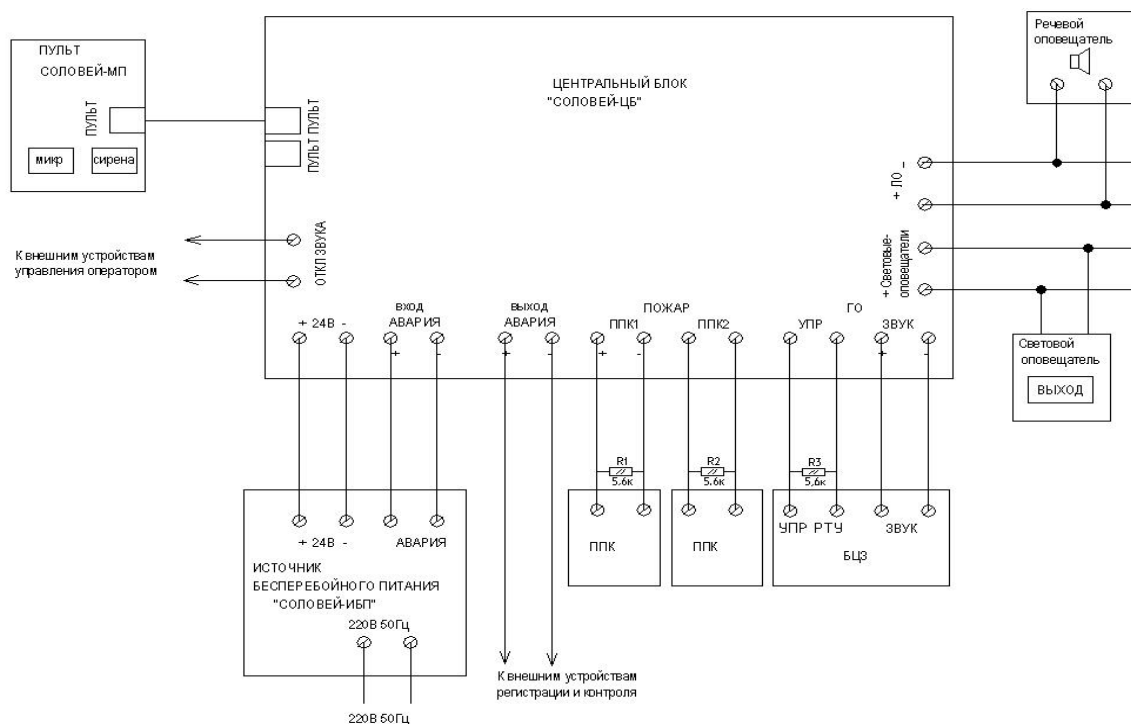 ПУЛЬТ
СОЛОВЕЙ-МП
ПУЛЬТ
микр
сирена
ЦЕНТРАЛЬНЫЙ БЛОК
"СОЛОВЕЙ-ЦБ"
ПУЛЬТ
ПУЛЬТ
Речевой
оповещатель
+ ЛО -
+ Световые-
оповещатели
ОТКЛ ЗВУКА
К внешним устройствам
управления оператором
+ 24В -
вход
АВАРИЯ
+ -
выход
АВАРИЯ
+ -
ПОЖАР
ППК1
ППК2
+ -
ГО
УПР
ЗВУК
+ -
Световой
оповещатель
ВЫХОД
R1
5.6к
R2
5.6к
R3
5,6к
+ 24В -
АВАРИЯ
ИСТОЧНИК
БЕСПЕРЕБОЙНОГО ПИТАНИЯ
"СОЛОВЕЙ-ИБП"
220В 50Гц
220В 50Гц
К внешним устройствам
регистрации и контроля
ППК
ППК
УПР РТУ
ЗВУК
БЦЗ